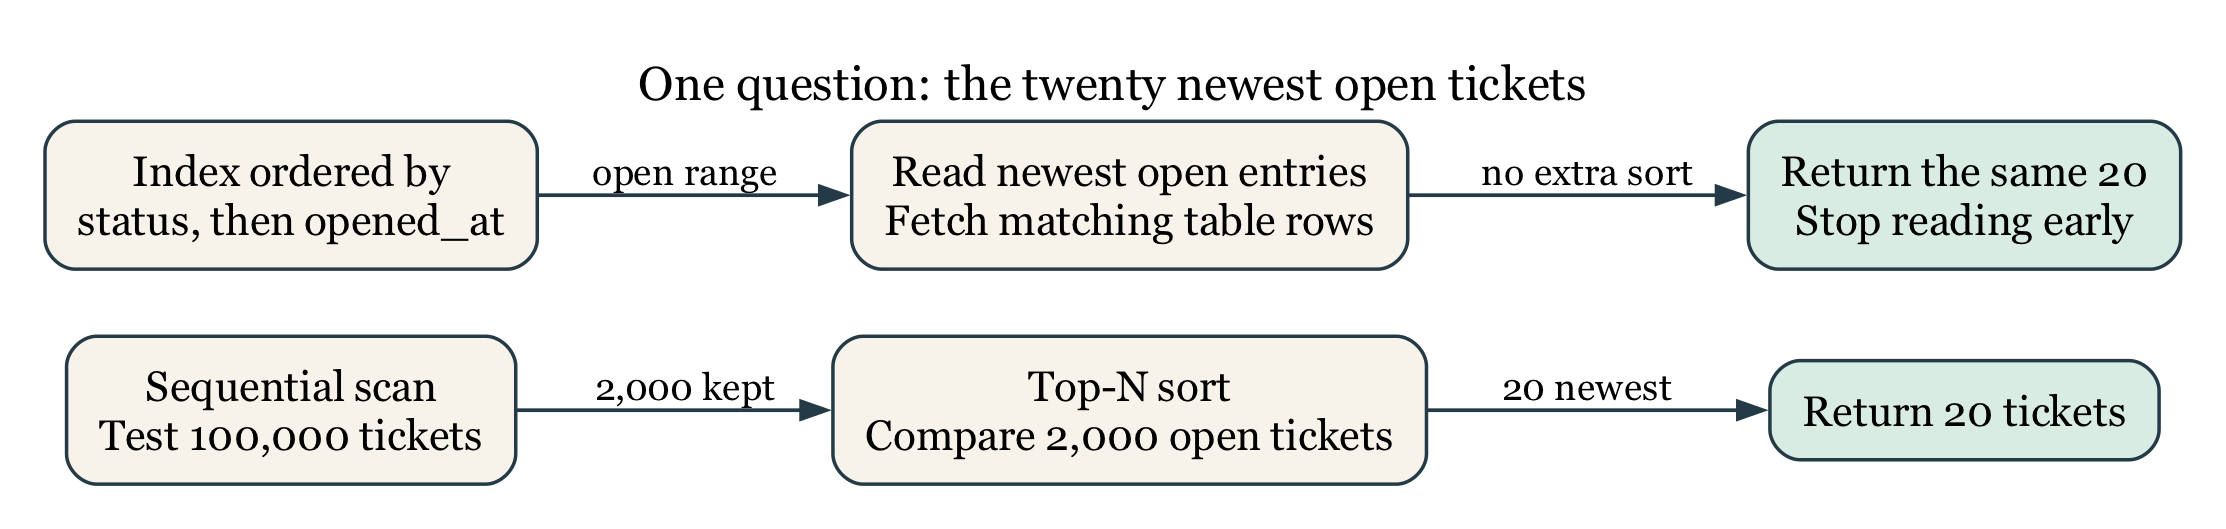 One question: the twenty newest open tickets
Index ordered by
status, then opened_at
open range
Read newest open entries
Fetch matching table rows
no extra sort
Return the same 20
Stop reading early
Sequential scan
Test 100,000 tickets
2,000 kept
Top-N sort
Compare 2,000 open tickets
20 newest
Return 20 tickets